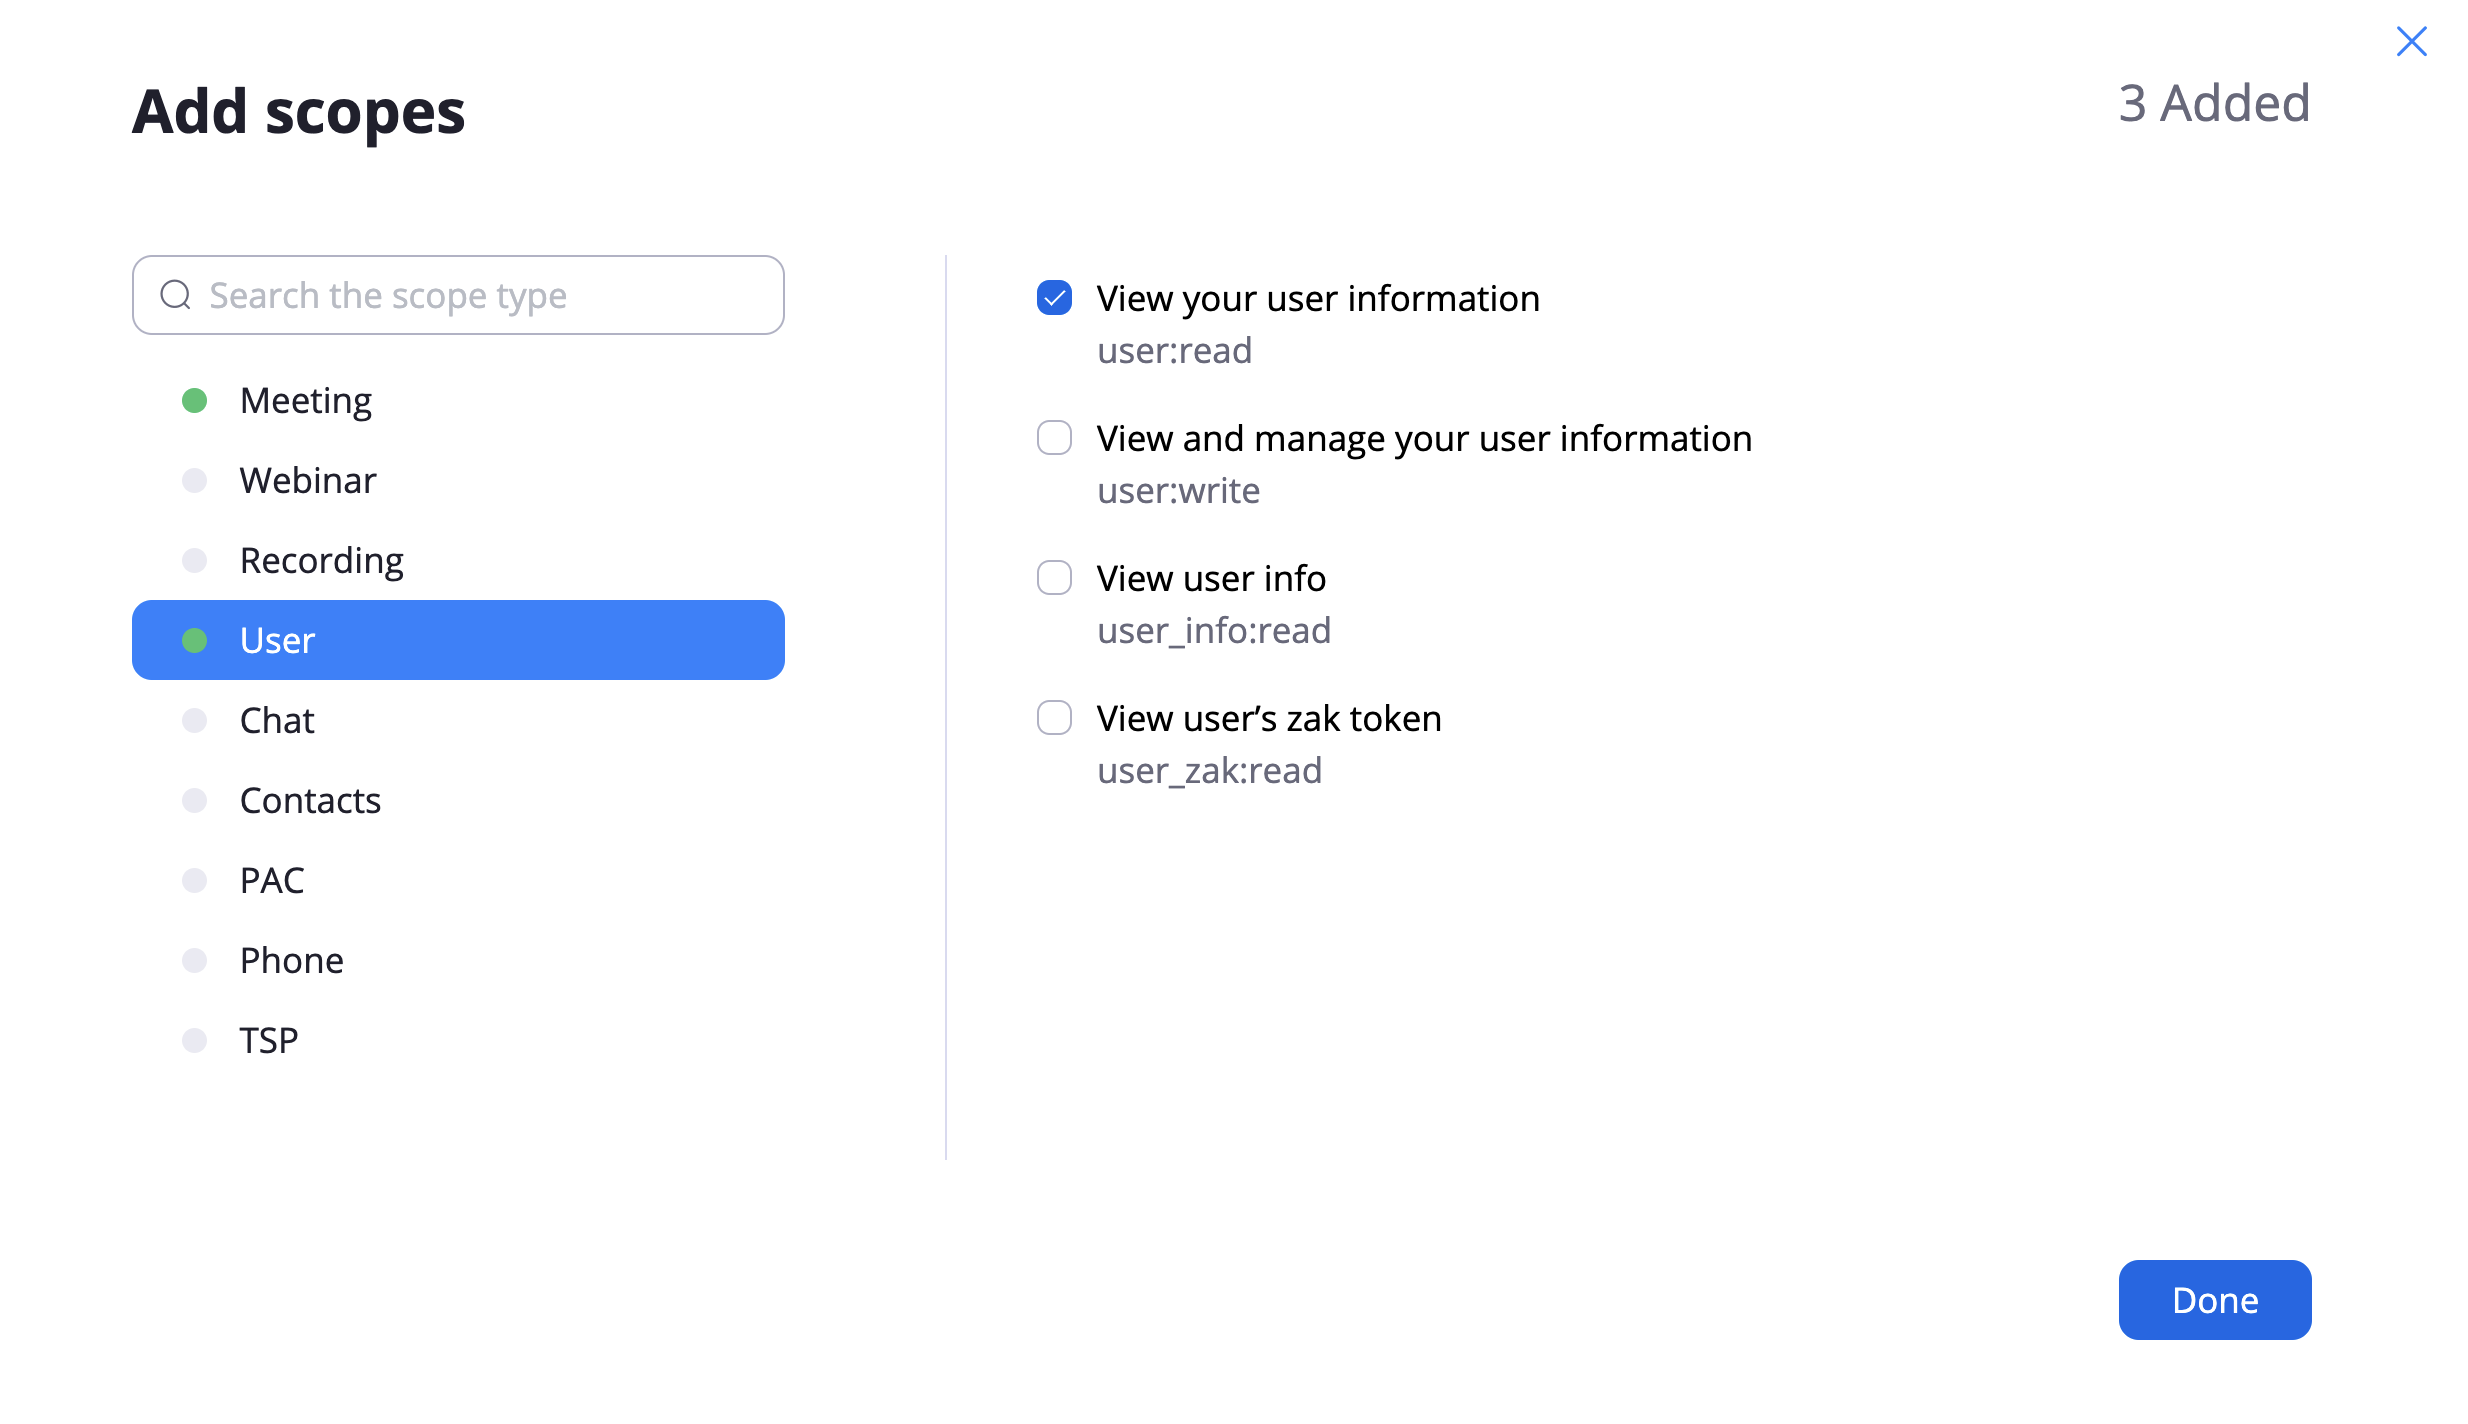 Add scopes
3 Added
Search the scope type
Meeting
Webinar
Recording
User
Chat
Contacts
PAC
Phone
TSP
View your user information
user:read
View and manage your user information
user:write
View user info
user_info:read
View user’s zak token
user_zak:read
Done